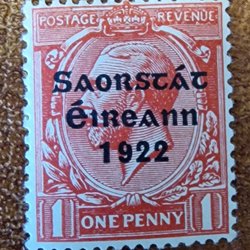 POSTAGE REVENUE
Saorstát
Éireann
1922
1 ONE PENNY 1